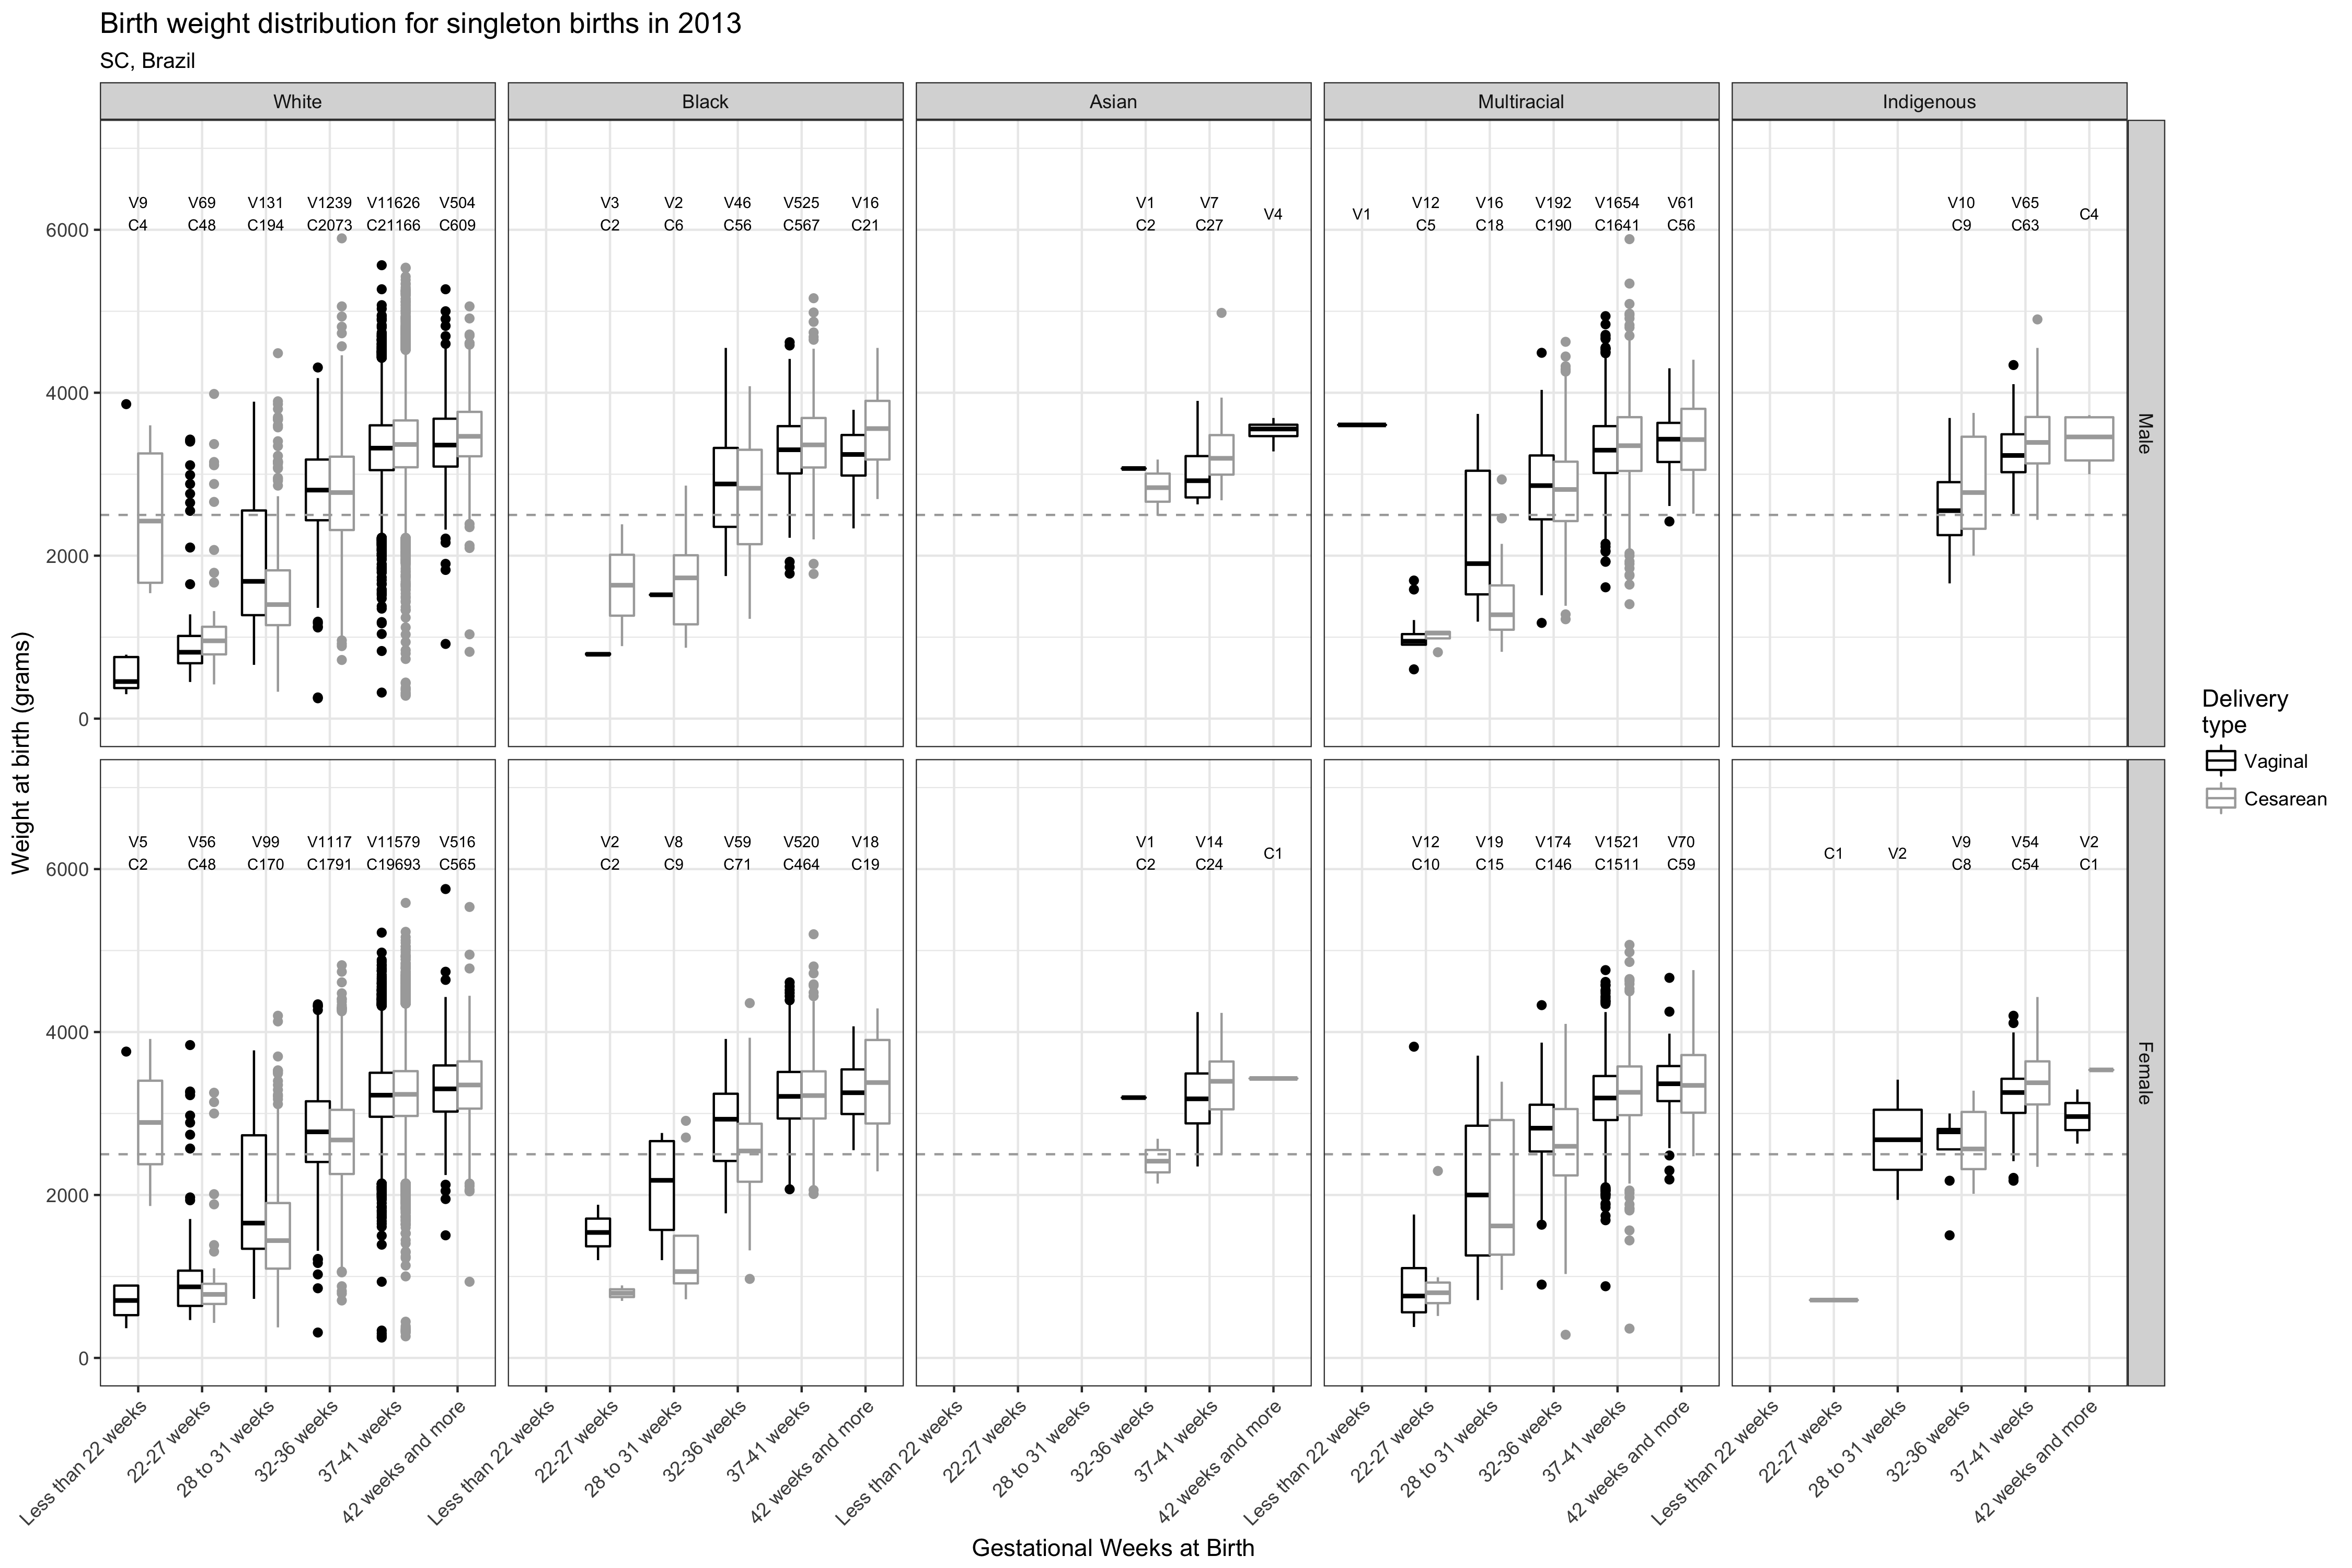 Birth weight distribution for singleton births in 2013
SC, Brazil
White Black Asian Multiracial Indigenous
V9 V69 V131 V1239 V11626 V504 V3 V2 V46 V525 V16 V1 V7 V4 V1 V12 V16 V192 V1654 V61 V10 V65 C4
C4 C48 C194 C2073 C21166 C609 C2 C6 C56 C567 C21 C2 C27 C5 C18 C190 C1641 C56 C9 C63
6000
4000
2000
0
Male
V5 V56 V99 V1117 V11579 V516 V2 V8 V59 V520 V18 V1 V14 C1 V12 V19 V174 V1521 V70 C1 V2 V9 V54 V2
C2 C48 C170 C1791 C19693 C565 C2 C9 C71 C464 C19 C2 C24 C10 C15 C146 C1511 C59 C8 C54 C1
6000
4000
2000
0
Female
Weight at birth (grams)
Less than 22 weeks 22-27 weeks 28 to 31 weeks 32-36 weeks 37-41 weeks 42 weeks and more
Less than 22 weeks 22-27 weeks 28 to 31 weeks 32-36 weeks 37-41 weeks 42 weeks and more
Less than 22 weeks 22-27 weeks 28 to 31 weeks 32-36 weeks 37-41 weeks 42 weeks and more
Less than 22 weeks 22-27 weeks 28 to 31 weeks 32-36 weeks 37-41 weeks 42 weeks and more
Less than 22 weeks 22-27 weeks 28 to 31 weeks 32-36 weeks 37-41 weeks 42 weeks and more
Gestational Weeks at Birth
Delivery
type
Vaginal
Cesarean